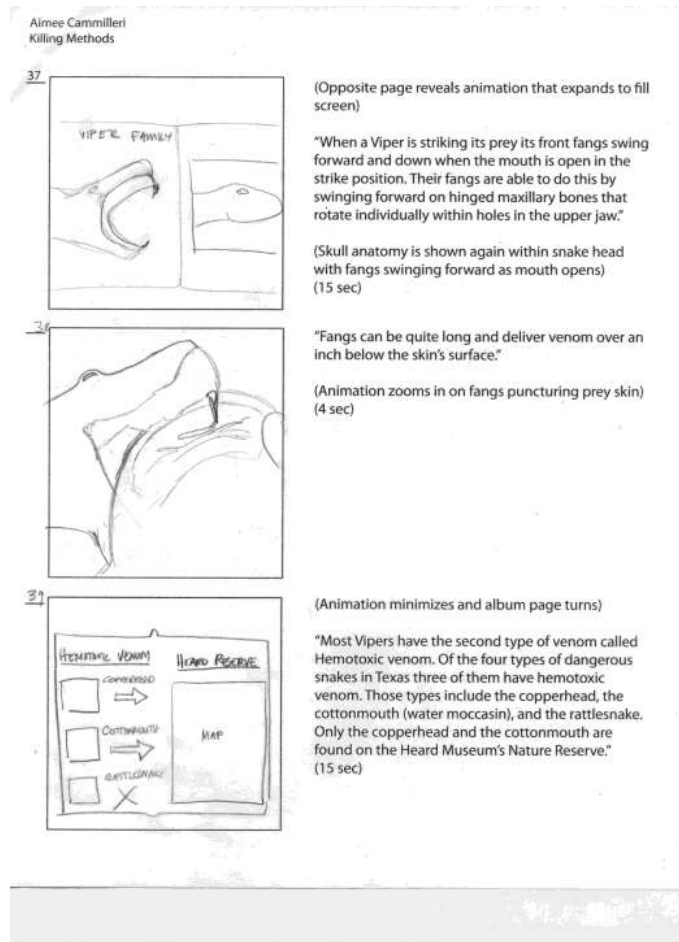 Aimee Cammilleri
Killing Methods
37
(Opposite page reveals animation that expands to fill
screen)
VIPER FAMILY
"When a Viper is striking its prey its front fangs swing
forward and down when the mouth is open in the
strike position. Their fangs are able to do this by
swinging forward on hinged maxillary bones that
rotate individually within holes in the upper jaw."
(Skull anatomy is shown again within snake head
with fangs swinging forward as mouth opens)
(15 sec)
"Fangs can be quite long and deliver venom over an
inch below the skin's surface."
(Animation zooms in on fangs puncturing prey skin)
(4 sec)
39
(Animation minimizes and album page turns)
HEMOTOXIC VENOM
HEARD RESERVE
COPPERHEAD
COTTONMOUTH
MAP
RATTLESNAKE
"Most Vipers have the second type of venom called
Hemotoxic venom. Of the four types of dangerous
snakes in Texas three of them have hemotoxic
venom. Those types include the copperhead, the
cottonmouth (water moccasin), and the rattlesnake.
Only the copperhead and the cottonmouth are
found on the Heard Museum's Nature Reserve."
(15 sec)